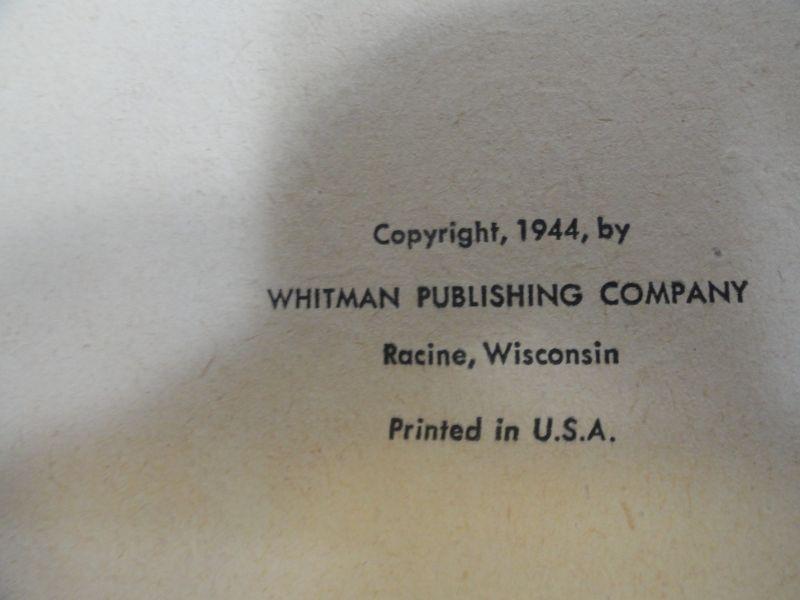 Copyright, 1944, by
WHITMAN PUBLISHING COMPANY
Racine, Wisconsin
Printed in U.S.A.